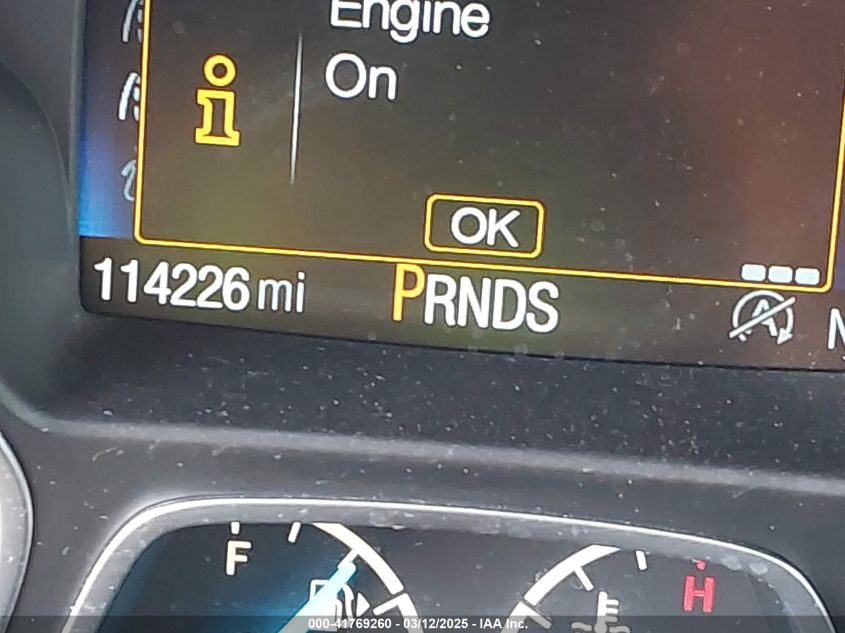 Engine
On
i
OK
114226 mi PRNDS
A
F H
000-41769260 - 03/12/2025 - IAA Inc.